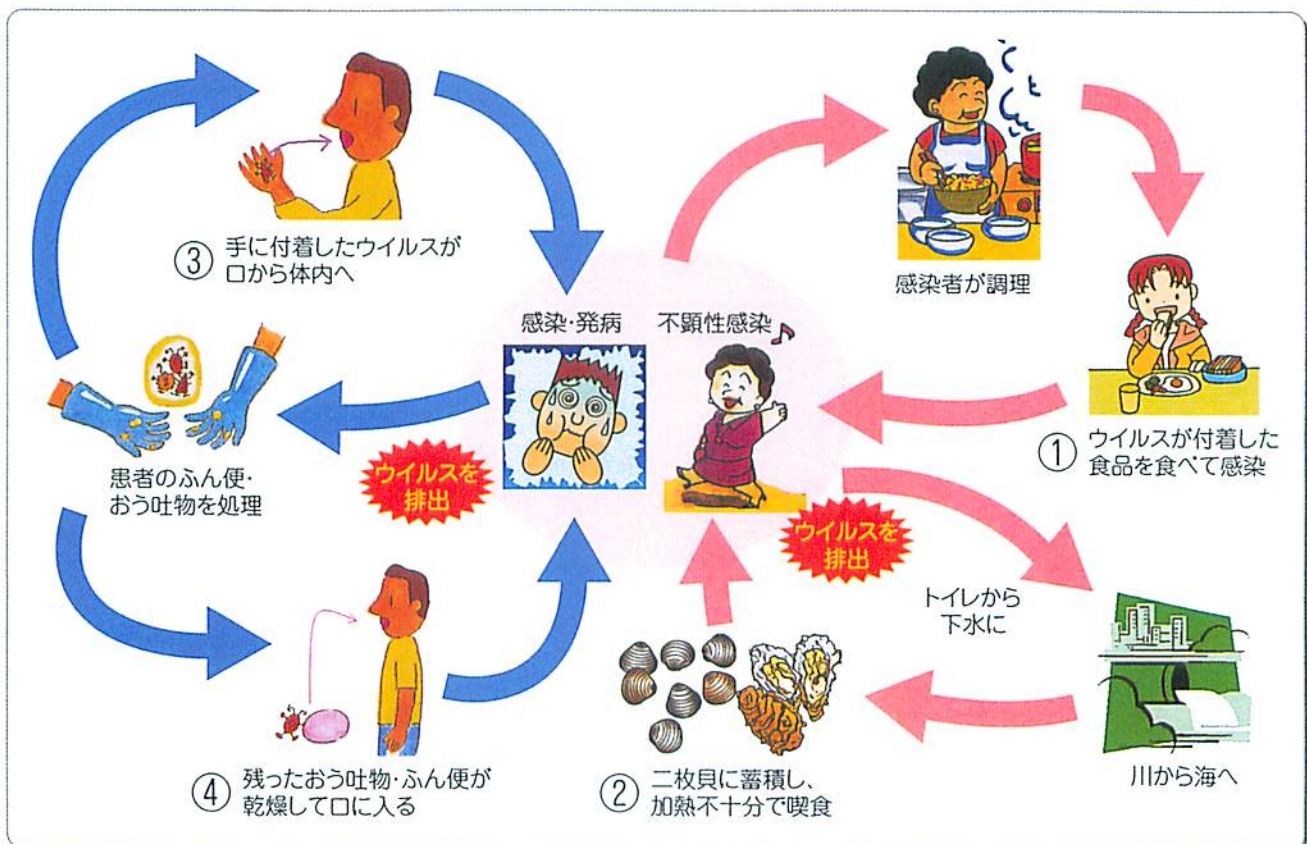 ③ 手に付着したウイルスが
口から体内へ
感染者が調理
感染・発病
不顕性感染
① ウイルスが付着した
食品を食べて感染
患者のふん便・
おう吐物を処理
ウイルスを
排出
ウイルスを
排出
トイレから
下水に
川から海へ
④ 残ったおう吐物・ふん便が
乾燥して口に入る
② 二枚貝に蓄積し、
加熱不十分で喫食